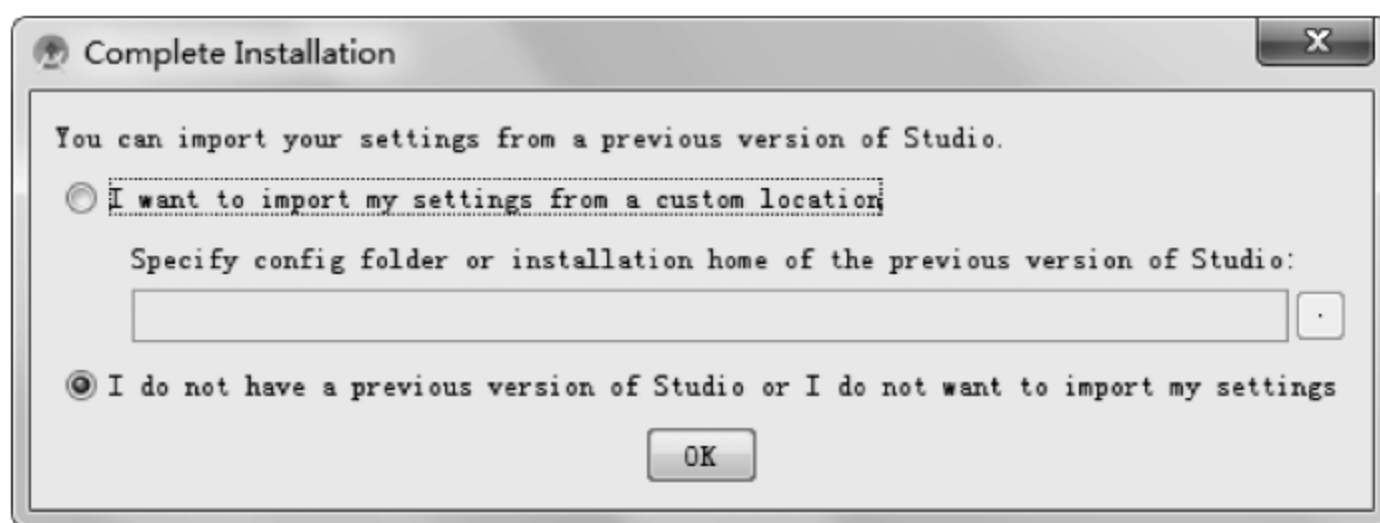 Complete Installation
You can import your settings from a previous version of Studio.
I want to import my settings from a custom location
Specify config folder or installation home of the previous version of Studio:
I do not have a previous version of Studio or I do not want to import my settings
OK